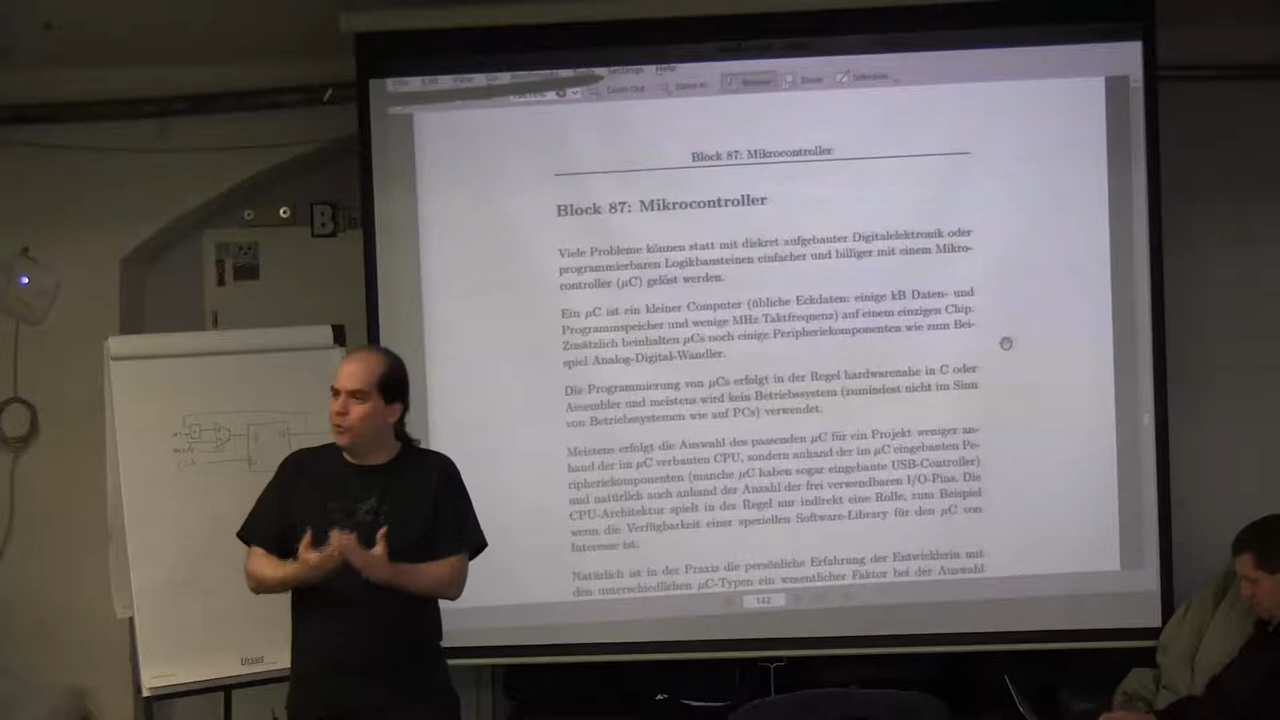 Settings Help
Zoom Out
Selection
Block 87: Mikrocontroller
Block 87: Mikrocontroller
Viele Probleme können statt mit diskret aufgebauter Digitalelektronik oder
programmierbaren Logikbausteinen einfacher und billiger mit einem Mikro-
controller (µC) gelöst werden.
Ein µC ist ein kleiner Computer (übliche Eckdaten: einige kB Daten- und
Programmspeicher und wenige MHz Taktfrequenz) auf einem einzigen Chip.
Zusätzlich beinhalten µCs noch einige Peripheriekomponenten wie zum Bei-
spiel Analog-Digital-Wandler.
Die Programmierung von µCs erfolgt in der Regel hardwarenahe in C oder
Assembler und meistens wird kein Betriebssystem (zumindest nicht im Sinn
von Betriebssystemen wie auf PCs) verwendet.
Meistens erfolgt die Auswahl des passenden µC für ein Projekt weniger an-
hand der im µC verbauten CPU, sondern anhand der im µC eingebauten Pe-
ripheriekomponenten (manche µC haben sogar eingebaute USB-Controller)
und natürlich auch anhand der Anzahl der frei verwendbaren I/O-Pins. Die
CPU-Architektur spielt in der Regel nur indirekt eine Rolle, zum Beispiel
wenn die Verfügbarkeit einer speziellen Software-Library für den µC von
Interesse ist.
Natürlich ist in der Praxis die persönliche Erfahrung der Entwicklerin mit
den unterschiedlichen µC-Typen ein wesentlicher Faktor bei der Auswahl
142